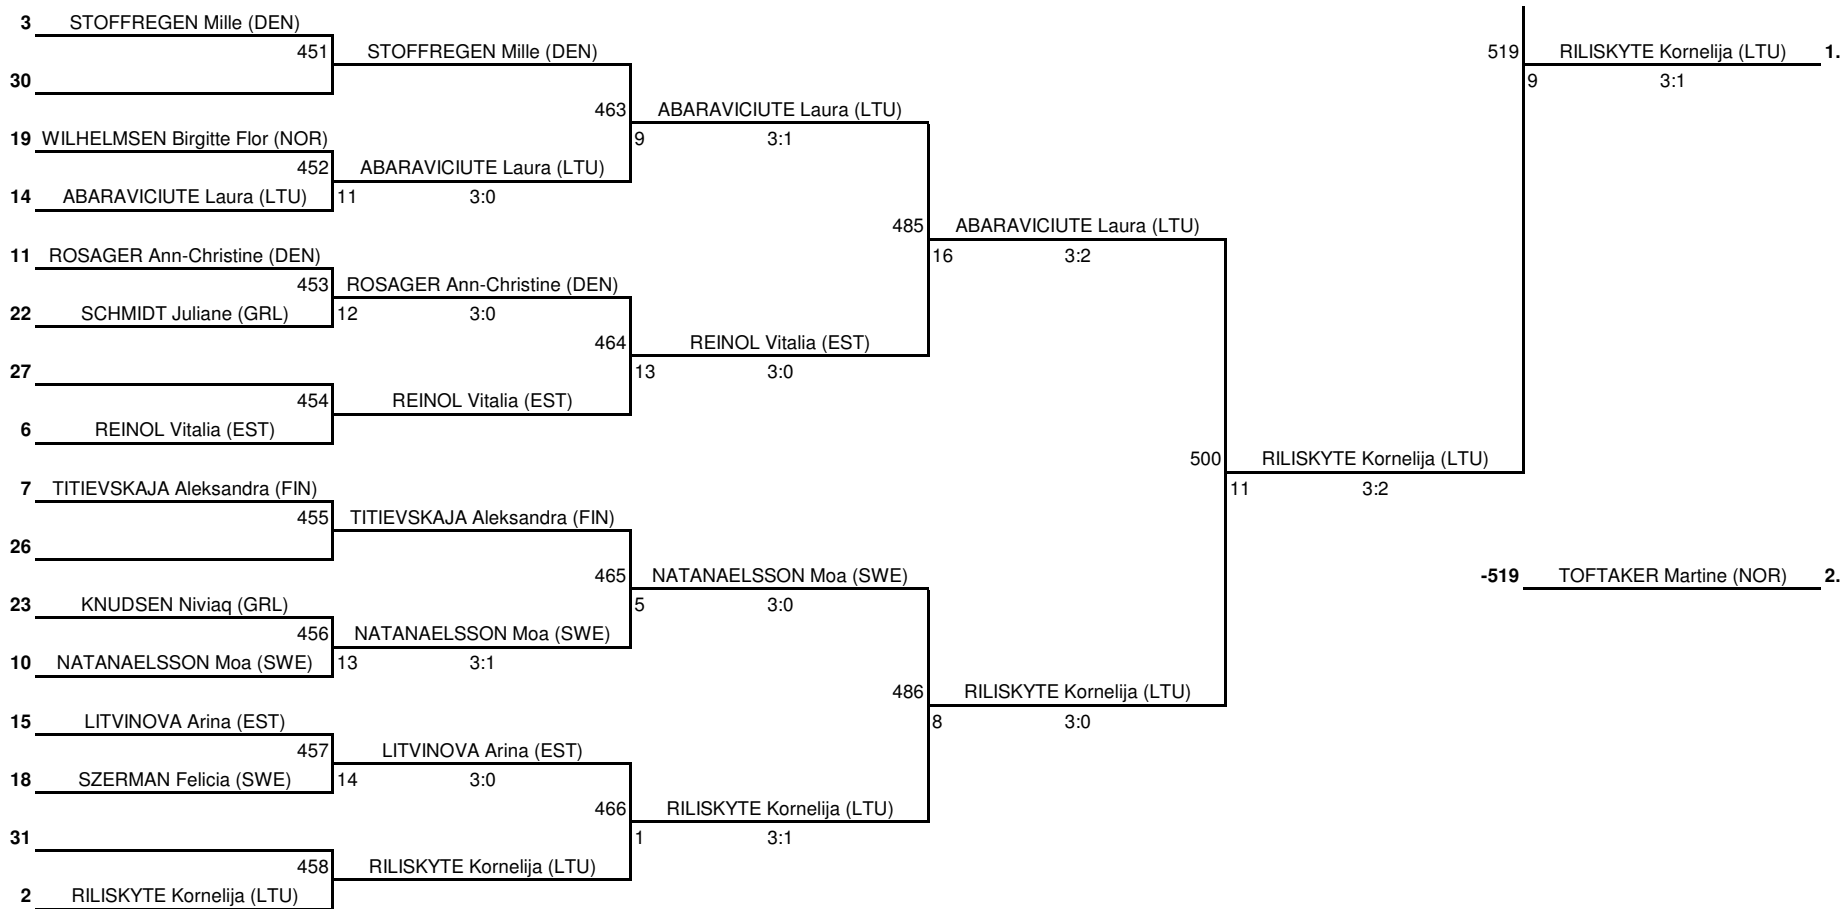 3 STOFFREGEN Mille (DEN)
451 STOFFREGEN Mille (DEN)
519 RILISKYTE Kornelija (LTU) 1.
30
9 3:1
463 ABARAVICIUTE Laura (LTU)
19 WILHELMSEN Birgitte Flor (NOR)
9 3:1
452 ABARAVICIUTE Laura (LTU)
14 ABARAVICIUTE Laura (LTU)
11 3:0
485 ABARAVICIUTE Laura (LTU)
11 ROSAGER Ann-Christine (DEN)
16 3:2
453 ROSAGER Ann-Christine (DEN)
22 SCHMIDT Juliane (GRL)
12 3:0
464 REINOL Vitalia (EST)
27
13 3:0
454 REINOL Vitalia (EST)
6 REINOL Vitalia (EST)
500 RILISKYTE Kornelija (LTU)
7 TITIEVSKAJA Aleksandra (FIN)
11 3:2
455 TITIEVSKAJA Aleksandra (FIN)
26
465 NATANAELSSON Moa (SWE)
-519 TOFTAKER Martine (NOR) 2.
23 KNUDSEN Niviaq (GRL)
5 3:0
456 NATANAELSSON Moa (SWE)
10 NATANAELSSON Moa (SWE)
13 3:1
486 RILISKYTE Kornelija (LTU)
15 LITVINOVA Arina (EST)
8 3:0
457 LITVINOVA Arina (EST)
18 SZERMAN Felicia (SWE)
14 3:0
466 RILISKYTE Kornelija (LTU)
31
1 3:1
458 RILISKYTE Kornelija (LTU)
2 RILISKYTE Kornelija (LTU)